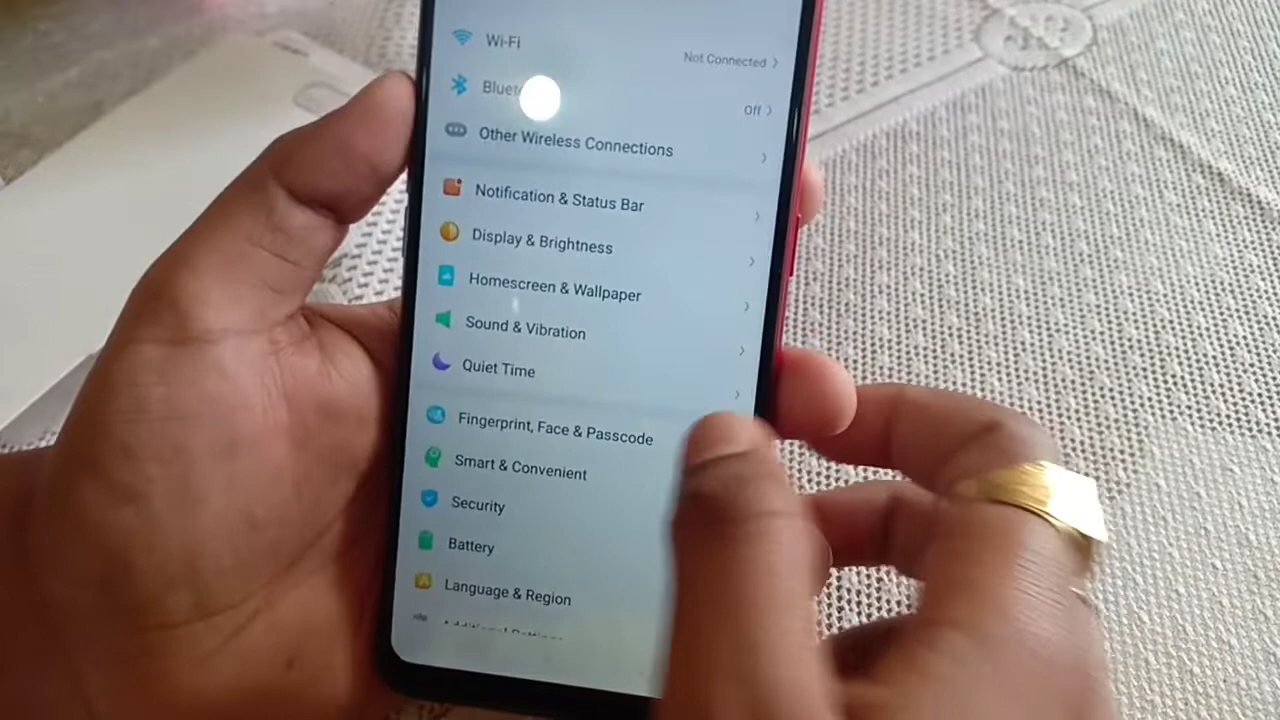 Wi-Fi
Not Connected
Off
Other Wireless Connections
Notification & Status Bar
Display & Brightness
Homescreen & Wallpaper
Sound & Vibration
Quiet Time
Fingerprint, Face & Passcode
Smart & Convenient
Security
Battery
Language & Region